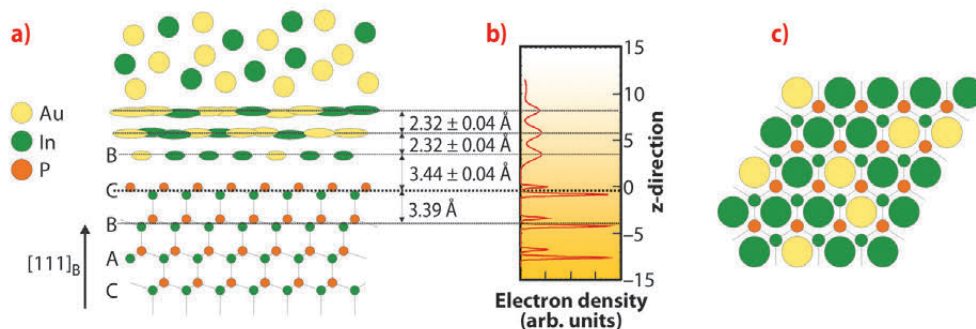 a)
Au
In
P
B
C
B
A
C
[111]B
2.32 ± 0.04 Å
2.32 ± 0.04 Å
3.44 ± 0.04 Å
3.39 Å
b)
15
10
5
0
−5
−10
−15
z-direction
Electron density
(arb. units)
c)